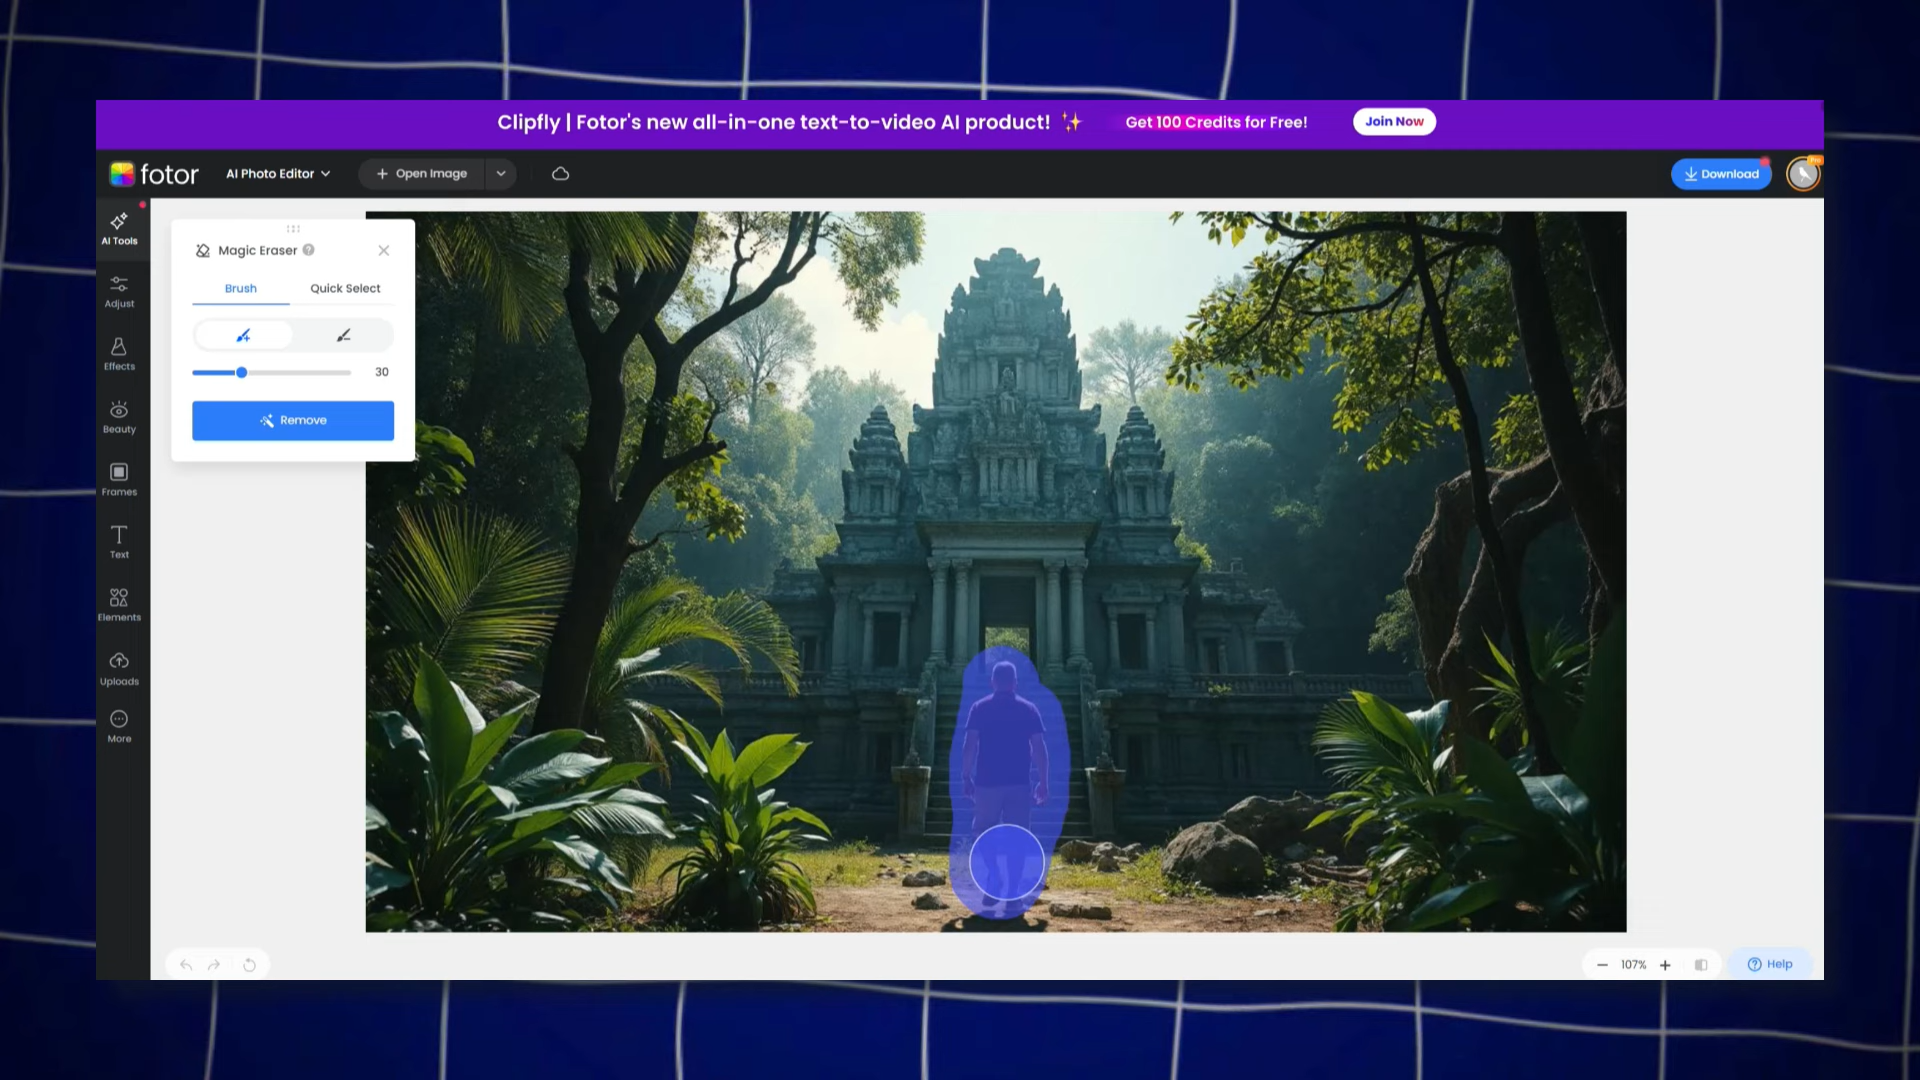 Clipfly | Fotor's new all-in-one text-to-video AI product! ✨ Get 100 Credits for Free! Join Now
fotor AI Photo Editor + Open Image Download Pro
AI Tools
Adjust
Effects
Beauty
Frames
Text
Elements
Uploads
More
Magic Eraser ?
Brush Quick Select
30
Remove
− 107% + ? Help